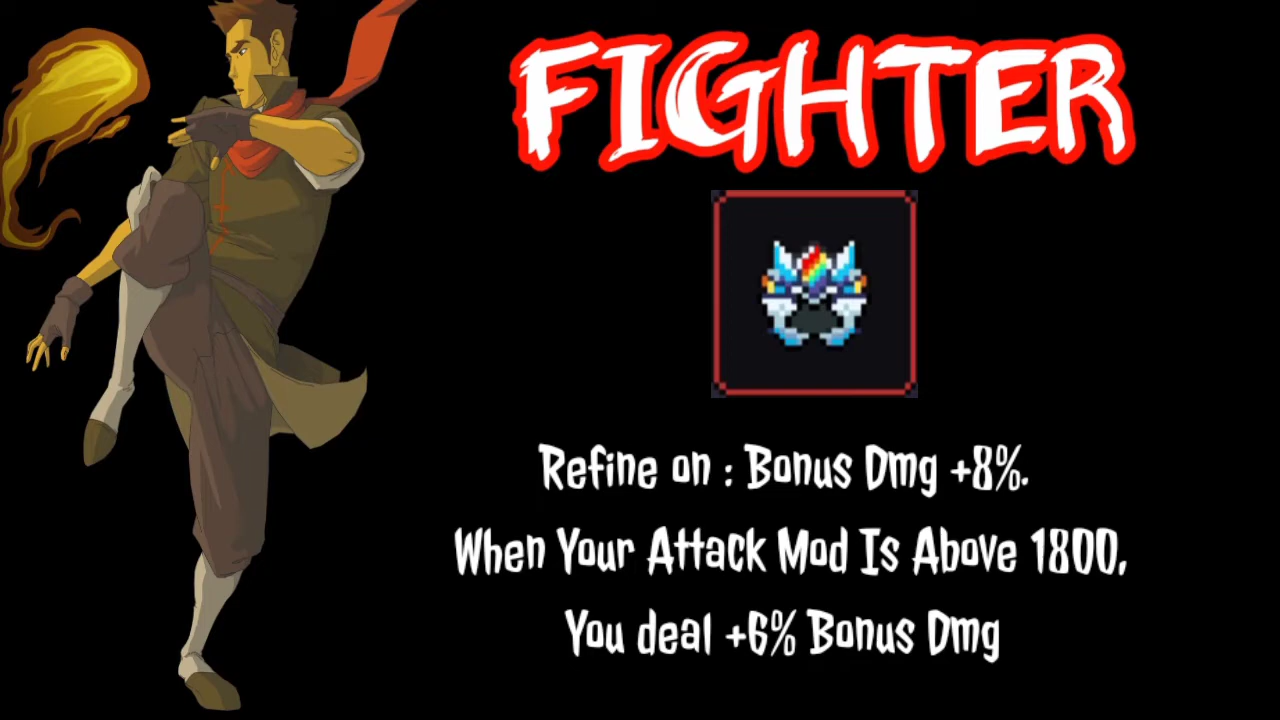 FIGHTER
Refine on : Bonus Dmg +8%.
When Your Attack Mod Is Above 1800,
You deal +6% Bonus Dmg